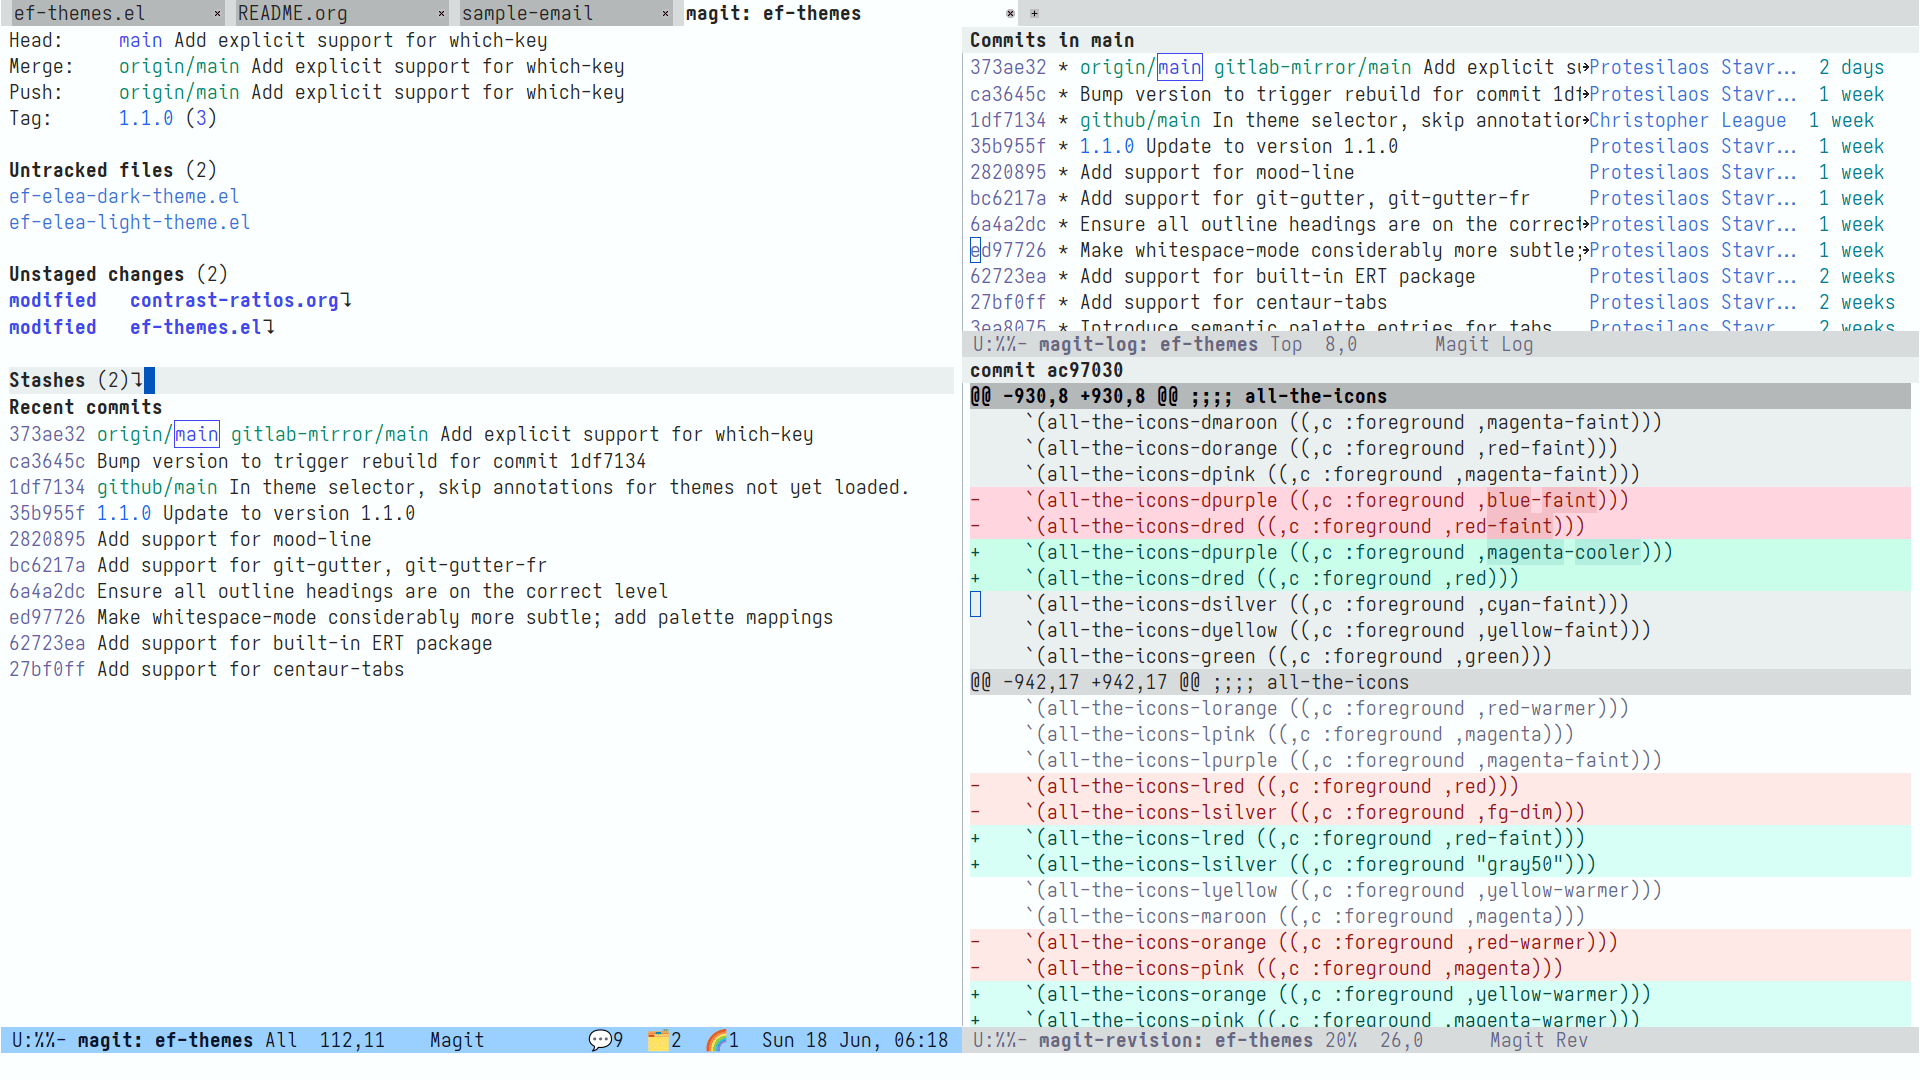 ef-themes.el × README.org × sample-email × magit: ef-themes × +
Head:     main Add explicit support for which-key
Merge:    origin/main Add explicit support for which-key
Push:     origin/main Add explicit support for which-key
Tag:      1.1.0 (3)
Untracked files (2)
ef-elea-dark-theme.el
ef-elea-light-theme.el
Unstaged changes (2)
modified   contrast-ratios.org
modified   ef-themes.el
Stashes (2)
Recent commits
373ae32 origin/main gitlab-mirror/main Add explicit support for which-key
ca3645c Bump version to trigger rebuild for commit 1df7134
1df7134 github/main In theme selector, skip annotations for themes not yet loaded.
35b955f 1.1.0 Update to version 1.1.0
2820895 Add support for mood-line
bc6217a Add support for git-gutter, git-gutter-fr
6a4a2dc Ensure all outline headings are on the correct level
ed97726 Make whitespace-mode considerably more subtle; add palette mappings
62723ea Add support for built-in ERT package
27bf0ff Add support for centaur-tabs
U:%%- magit: ef-themes All  112,11    Magit    💬9  🗂️2  🌈1  Sun 18 Jun, 06:18
Commits in main
373ae32 * origin/main gitlab-mirror/main Add explicit su Protesilaos Stavr...  2 days
ca3645c * Bump version to trigger rebuild for commit 1df Protesilaos Stavr...  1 week
1df7134 * github/main In theme selector, skip annotation Christopher League  1 week
35b955f * 1.1.0 Update to version 1.1.0 Protesilaos Stavr...  1 week
2820895 * Add support for mood-line Protesilaos Stavr...  1 week
bc6217a * Add support for git-gutter, git-gutter-fr Protesilaos Stavr...  1 week
6a4a2dc * Ensure all outline headings are on the correct Protesilaos Stavr...  1 week
ed97726 * Make whitespace-mode considerably more subtle; Protesilaos Stavr...  1 week
62723ea * Add support for built-in ERT package Protesilaos Stavr...  2 weeks
27bf0ff * Add support for centaur-tabs Protesilaos Stavr...  2 weeks
3ea8075 * Introduce semantic palette entries for tabs Protesilaos Stavr...  2 weeks
U:%%- magit-log: ef-themes Top  8,0       Magit Log
commit ac97030
@@ -930,8 +930,8 @@ ;;;; all-the-icons
     `(all-the-icons-dmaroon ((,c :foreground ,magenta-faint)))
     `(all-the-icons-dorange ((,c :foreground ,red-faint)))
     `(all-the-icons-dpink ((,c :foreground ,magenta-faint)))
-    `(all-the-icons-dpurple ((,c :foreground ,blue-faint)))
-    `(all-the-icons-dred ((,c :foreground ,red-faint)))
+    `(all-the-icons-dpurple ((,c :foreground ,magenta-cooler)))
+    `(all-the-icons-dred ((,c :foreground ,red)))
     `(all-the-icons-dsilver ((,c :foreground ,cyan-faint)))
     `(all-the-icons-dyellow ((,c :foreground ,yellow-faint)))
     `(all-the-icons-green ((,c :foreground ,green)))
@@ -942,17 +942,17 @@ ;;;; all-the-icons
     `(all-the-icons-lorange ((,c :foreground ,red-warmer)))
     `(all-the-icons-lpink ((,c :foreground ,magenta)))
     `(all-the-icons-lpurple ((,c :foreground ,magenta-faint)))
-    `(all-the-icons-lred ((,c :foreground ,red)))
-    `(all-the-icons-lsilver ((,c :foreground ,fg-dim)))
+    `(all-the-icons-lred ((,c :foreground ,red-faint)))
+    `(all-the-icons-lsilver ((,c :foreground "gray50")))
     `(all-the-icons-lyellow ((,c :foreground ,yellow-warmer)))
     `(all-the-icons-maroon ((,c :foreground ,magenta)))
-    `(all-the-icons-orange ((,c :foreground ,red-warmer)))
-    `(all-the-icons-pink ((,c :foreground ,magenta)))
+    `(all-the-icons-orange ((,c :foreground ,yellow-warmer)))
+    `(all-the-icons-pink ((,c :foreground ,magenta-warmer)))
U:%%- magit-revision: ef-themes 20%  26,0      Magit Rev